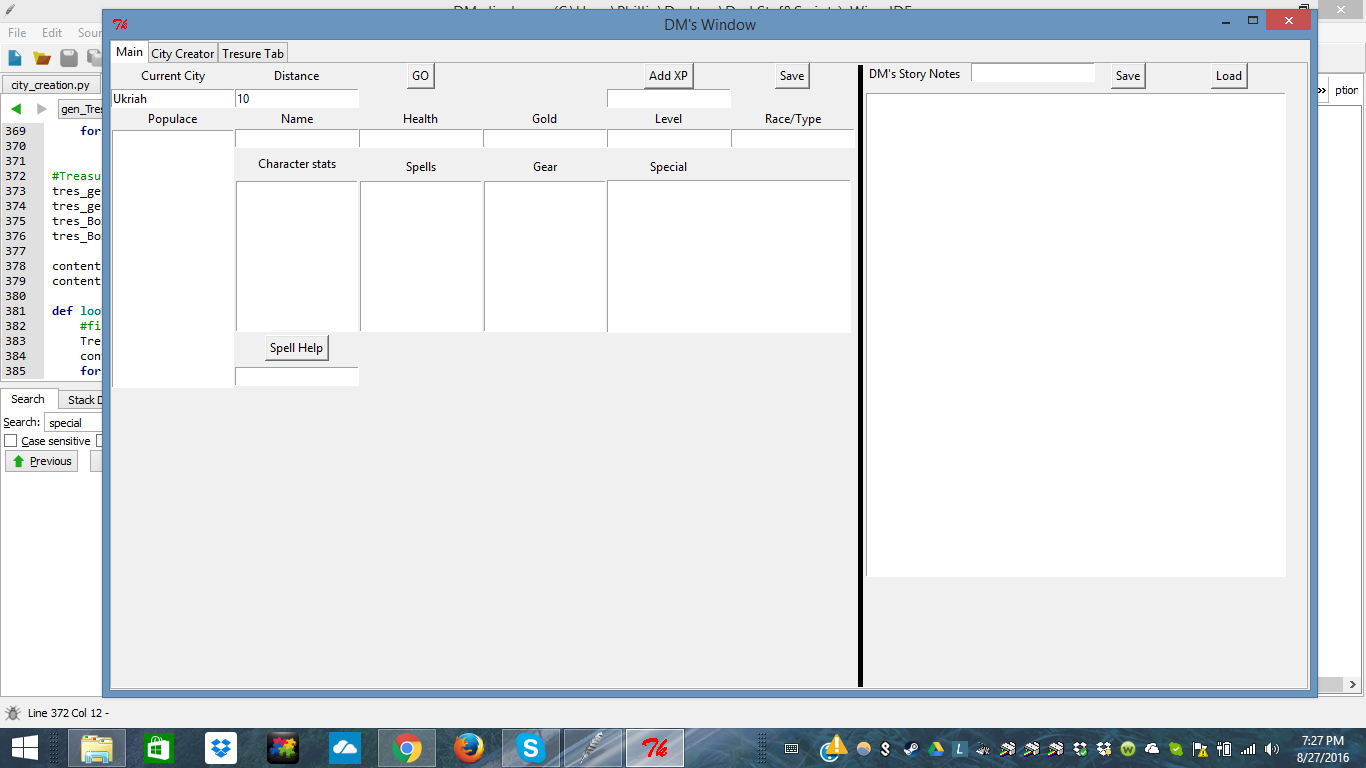 DM's Window
File Edit Sour
Main City Creator Tresure Tab
Current City Distance GO Add XP Save DM's Story Notes Save Load
city_creation.py
ption
Ukriah 10
gen_Tres
Populace Name Health Gold Level Race/Type
369 for
370
371
Character stats Spells Gear Special
372 #Treasu
373 tres_ge
374 tres_ge
375 tres_Bo
376 tres_Bo
377
378 content
379 content
380
381 def loo
382 #fi
383 Tre
384 con
385 for
Spell Help
Search Stack D
Search: special
Case sensitive
Previous
Line 372 Col 12 -
7:27 PM
8/27/2016